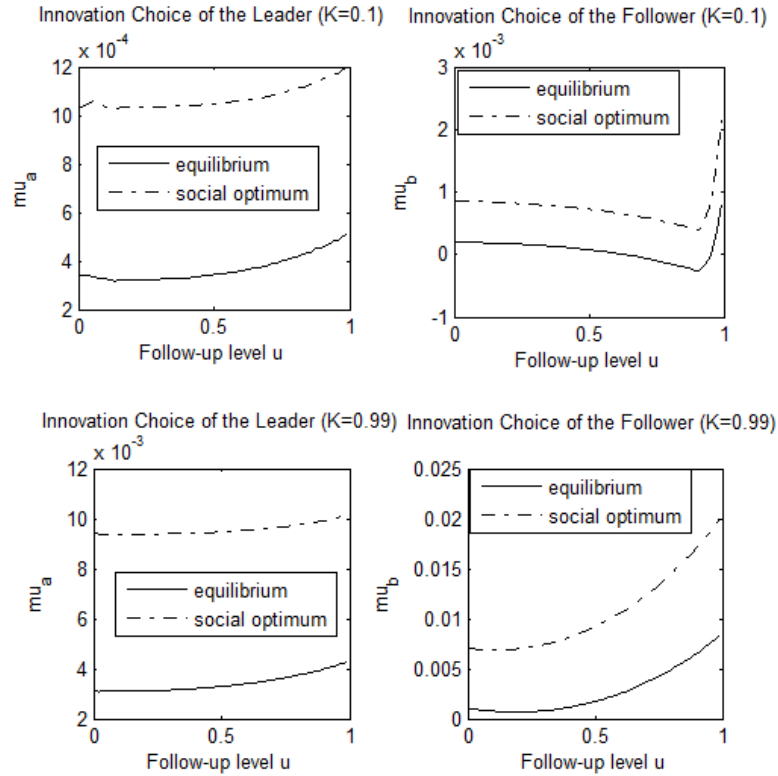 Innovation Choice of the Leader (K=0.1)
x 10^-4
12
10
8
6
4
2
mu_a
equilibrium
social optimum
0
0.5
1
Follow-up level u
Innovation Choice of the Follower (K=0.1)
x 10^-3
3
2
1
0
-1
mu_b
equilibrium
social optimum
0
0.5
1
Follow-up level u
Innovation Choice of the Leader (K=0.99)
x 10^-3
12
10
8
6
4
2
mu_a
equilibrium
social optimum
0
0.5
1
Follow-up level u
Innovation Choice of the Follower (K=0.99)
0.025
0.02
0.015
0.01
0.005
0
mu_b
equilibrium
social optimum
0
0.5
1
Follow-up level u